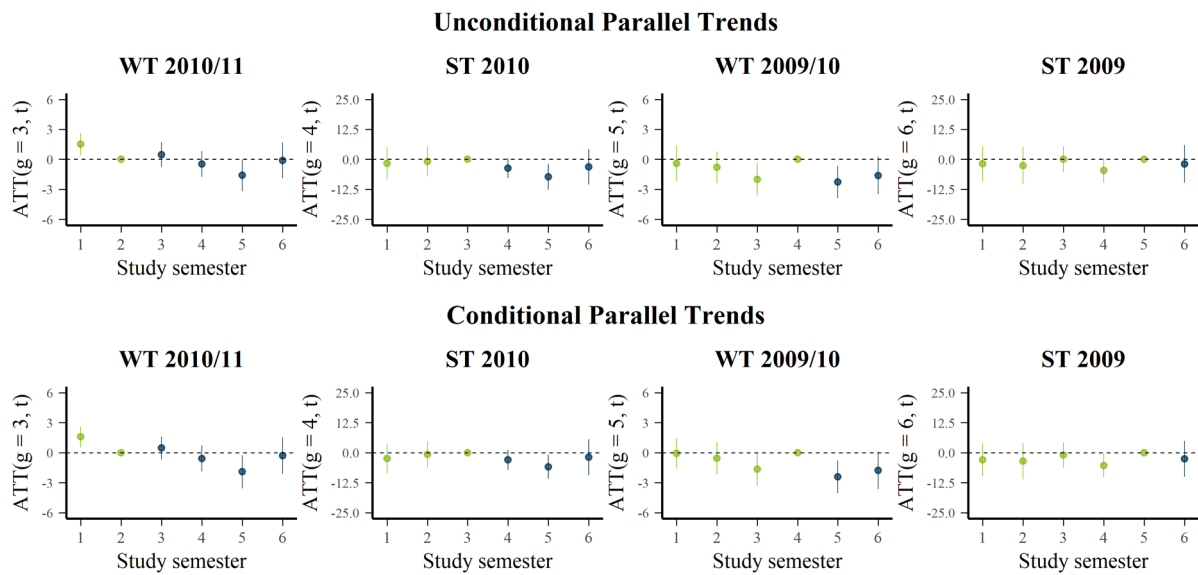 Unconditional Parallel Trends
WT 2010/11
ST 2010
WT 2009/10
ST 2009
ATT(g = 3, t)
6
3
0
-3
-6
1 2 3 4 5 6
Study semester
ATT(g = 4, t)
25.0
12.5
0.0
-12.5
-25.0
1 2 3 4 5 6
Study semester
ATT(g = 5, t)
6
3
0
-3
-6
1 2 3 4 5 6
Study semester
ATT(g = 6, t)
25.0
12.5
0.0
-12.5
-25.0
1 2 3 4 5 6
Study semester
Conditional Parallel Trends
WT 2010/11
ST 2010
WT 2009/10
ST 2009
ATT(g = 3, t)
6
3
0
-3
-6
1 2 3 4 5 6
Study semester
ATT(g = 4, t)
25.0
12.5
0.0
-12.5
-25.0
1 2 3 4 5 6
Study semester
ATT(g = 5, t)
6
3
0
-3
-6
1 2 3 4 5 6
Study semester
ATT(g = 6, t)
25.0
12.5
0.0
-12.5
-25.0
1 2 3 4 5 6
Study semester